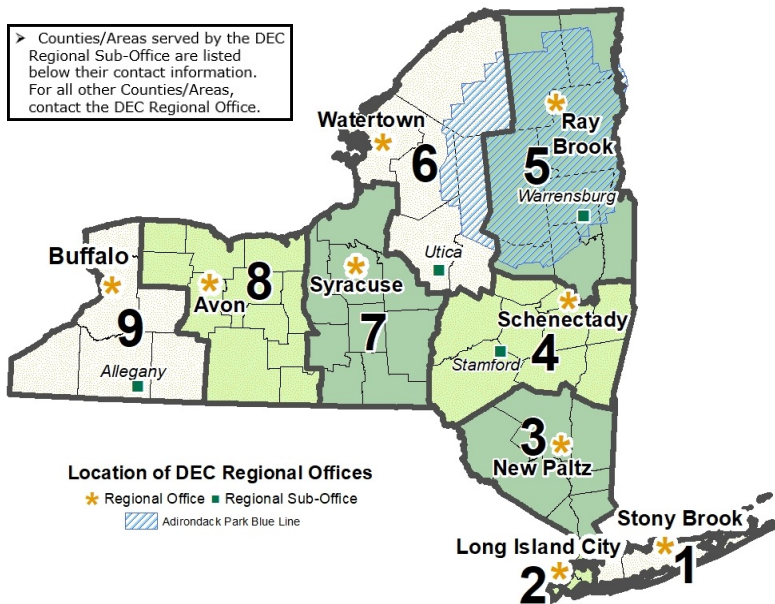 ➢ Counties/Areas served by the DEC
Regional Sub-Office are listed
below their contact information.
For all other Counties/Areas,
contact the DEC Regional Office.
Watertown
6
Ray
Brook
5
Warrensburg
Utica
Buffalo
8
Avon
Syracuse
7
9
Allegany
Schenectady
4
Stamford
3
New Paltz
Location of DEC Regional Offices
Regional Office Regional Sub-Office
Adirondack Park Blue Line
Stony Brook
1
Long Island City
2